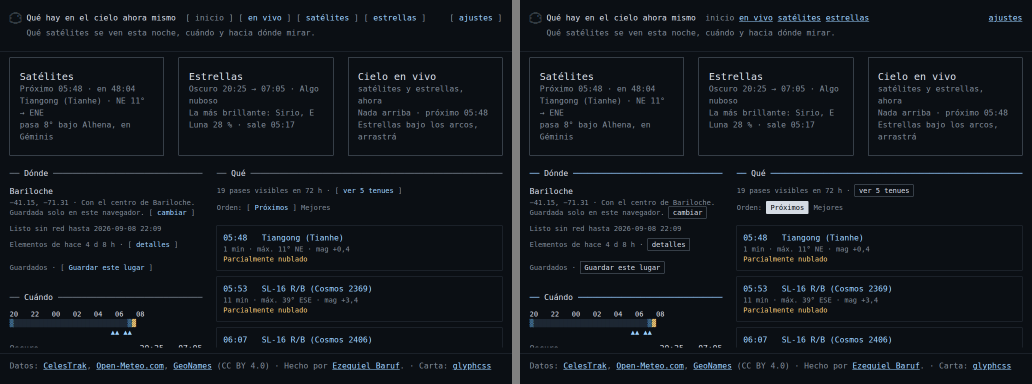 Qué hay en el cielo ahora mismo [ inicio ] [ en vivo ] [ satélites ] [ estrellas ] [ ajustes ]
Qué satélites se ven esta noche, cuándo y hacia dónde mirar.
Satélites
Próximo 05:48 · en 48:04
Tiangong (Tianhe) · NE 11°
→ ENE
pasa 8° bajo Alhena, en
Géminis
Estrellas
Oscuro 20:25 → 07:05 · Algo
nuboso
La más brillante: Sirio, E
Luna 28 % · sale 05:17
Cielo en vivo
satélites y estrellas,
ahora
Nada arriba · próximo 05:48
Estrellas bajo los arcos,
arrastrá
Dónde
Bariloche
−41.15, −71.31 · Con el centro de Bariloche.
Guardada solo en este navegador. [ cambiar ]
Listo sin red hasta 2026-09-08 22:09
Elementos de hace 4 d 8 h · [ detalles ]
Guardados · [ Guardar este lugar ]
Cuándo
20 22 00 02 04 06 08
Oscuro 20:25 → 07:05
Qué
19 pases visibles en 72 h · [ ver 5 tenues ]
Orden: [ Próximos ] Mejores
05:48 Tiangong (Tianhe)
1 min · máx. 11° NE · mag +0,4
Parcialmente nublado
05:53 SL-16 R/B (Cosmos 2369)
11 min · máx. 39° ESE · mag +3,4
Parcialmente nublado
06:07 SL-16 R/B (Cosmos 2406)
Datos: CelesTrak, Open-Meteo.com, GeoNames (CC BY 4.0) · Hecho por Ezequiel Baruf. · Carta: glyphcss
Qué hay en el cielo ahora mismo inicio en vivo satélites estrellas ajustes
Qué satélites se ven esta noche, cuándo y hacia dónde mirar.
Satélites
Próximo 05:48 · en 48:04
Tiangong (Tianhe) · NE 11°
→ ENE
pasa 8° bajo Alhena, en
Géminis
Estrellas
Oscuro 20:25 → 07:05 · Algo
nuboso
La más brillante: Sirio, E
Luna 28 % · sale 05:17
Cielo en vivo
satélites y estrellas,
ahora
Nada arriba · próximo 05:48
Estrellas bajo los arcos,
arrastrá
Dónde
Bariloche
−41.15, −71.31 · Con el centro de Bariloche.
Guardada solo en este navegador. cambiar
Listo sin red hasta 2026-09-08 22:09
Elementos de hace 4 d 8 h · detalles
Guardados · Guardar este lugar
Cuándo
20 22 00 02 04 06 08
Oscuro 20:25 → 07:05
Qué
19 pases visibles en 72 h · ver 5 tenues
Orden: Próximos Mejores
05:48 Tiangong (Tianhe)
1 min · máx. 11° NE · mag +0,4
Parcialmente nublado
05:53 SL-16 R/B (Cosmos 2369)
11 min · máx. 39° ESE · mag +3,4
Parcialmente nublado
06:07 SL-16 R/B (Cosmos 2406)
Datos: CelesTrak, Open-Meteo.com, GeoNames (CC BY 4.0) · Hecho por Ezequiel Baruf. · Carta: glyphcss